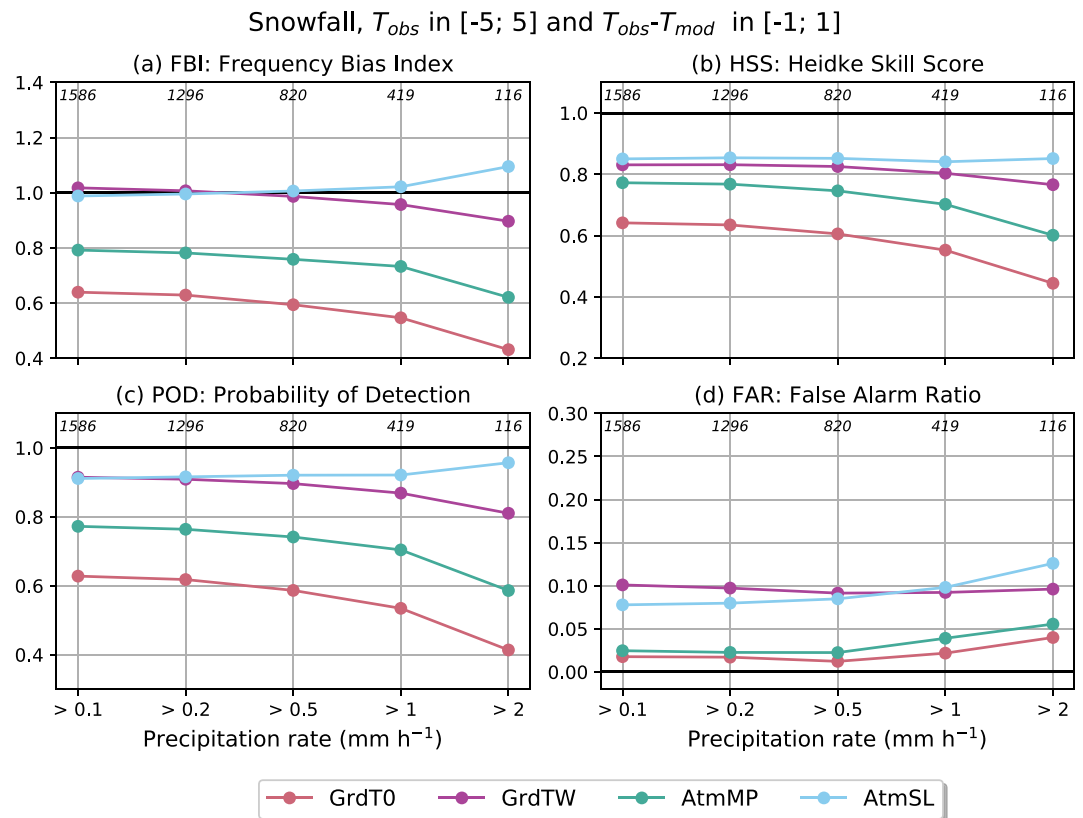 Snowfall, T_obs in [-5; 5] and T_obs-T_mod in [-1; 1]
(a) FBI: Frequency Bias Index
1586 1296 820 419 116
1.4
1.2
1.0
0.8
0.6
0.4
(b) HSS: Heidke Skill Score
1586 1296 820 419 116
1.0
0.8
0.6
0.4
0.2
(c) POD: Probability of Detection
1586 1296 820 419 116
1.0
0.8
0.6
0.4
> 0.1 > 0.2 > 0.5 > 1 > 2
Precipitation rate (mm h⁻¹)
(d) FAR: False Alarm Ratio
1586 1296 820 419 116
0.30
0.25
0.20
0.15
0.10
0.05
0.00
> 0.1 > 0.2 > 0.5 > 1 > 2
Precipitation rate (mm h⁻¹)
GrdT0 GrdTW AtmMP AtmSL